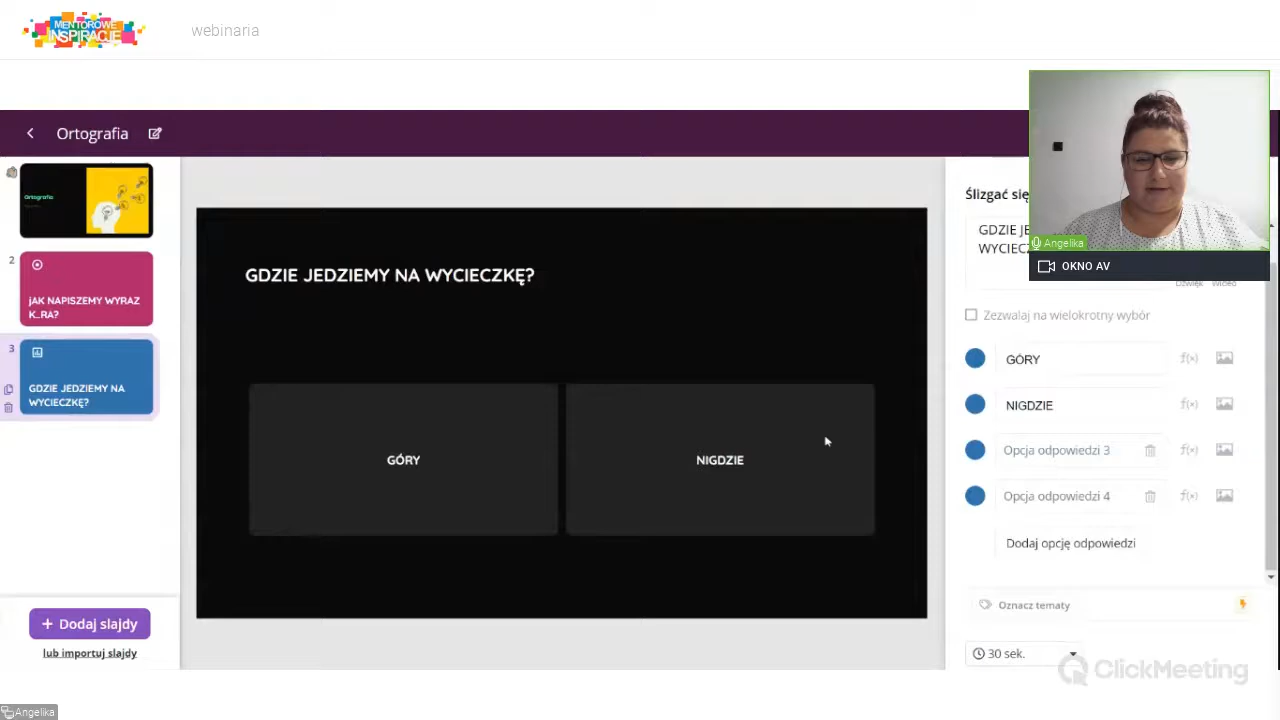 MENTOROWE
INSPIRACJE
webinaria
Ortografia
Ortografia
2
jAK NAPISZEMY WYRAZ
K..RA?
3
GDZIE JEDZIEMY NA
WYCIECZKĘ?
+ Dodaj slajdy
lub importuj slajdy
GDZIE JEDZIEMY NA WYCIECZKĘ?
GÓRY
NIGDZIE
Ślizgać się
GDZIE JE
WYCIECZ
Angelika
OKNO AV
Dźwięk Wideo
Zezwalaj na wielokrotny wybór
GÓRY f(x)
NIGDZIE f(x)
Opcja odpowiedzi 3 f(x)
Opcja odpowiedzi 4 f(x)
Dodaj opcję odpowiedzi
Oznacz tematy
30 sek.
ClickMeeting
Angelika